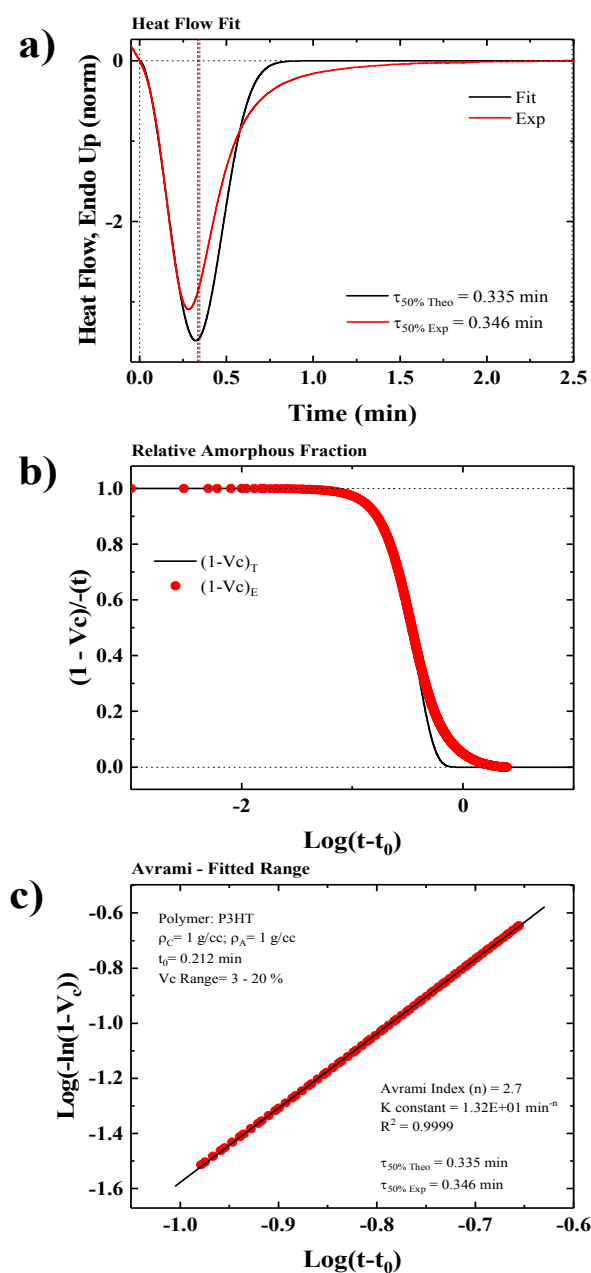 a)
Heat Flow Fit
Heat Flow, Endo Up (norm)
0
-2
Fit
Exp
τ50% Theo = 0.335 min
τ50% Exp = 0.346 min
0.0 0.5 1.0 1.5 2.0 2.5
Time (min)
b)
Relative Amorphous Fraction
(1 - Vc)/-(t)
1.0
0.8
0.6
0.4
0.2
0.0
(1-Vc)T
(1-Vc)E
-2 0
Log(t-t0)
c)
Avrami - Fitted Range
Log(-ln(1-Vc))
-0.6
-0.8
-1.0
-1.2
-1.4
-1.6
Polymer: P3HT
ρC= 1 g/cc; ρA= 1 g/cc
t0= 0.212 min
Vc Range= 3 - 20 %
Avrami Index (n) = 2.7
K constant = 1.32E+01 min-n
R2 = 0.9999
τ50% Theo = 0.335 min
τ50% Exp = 0.346 min
-1.0 -0.9 -0.8 -0.7 -0.6
Log(t-t0)